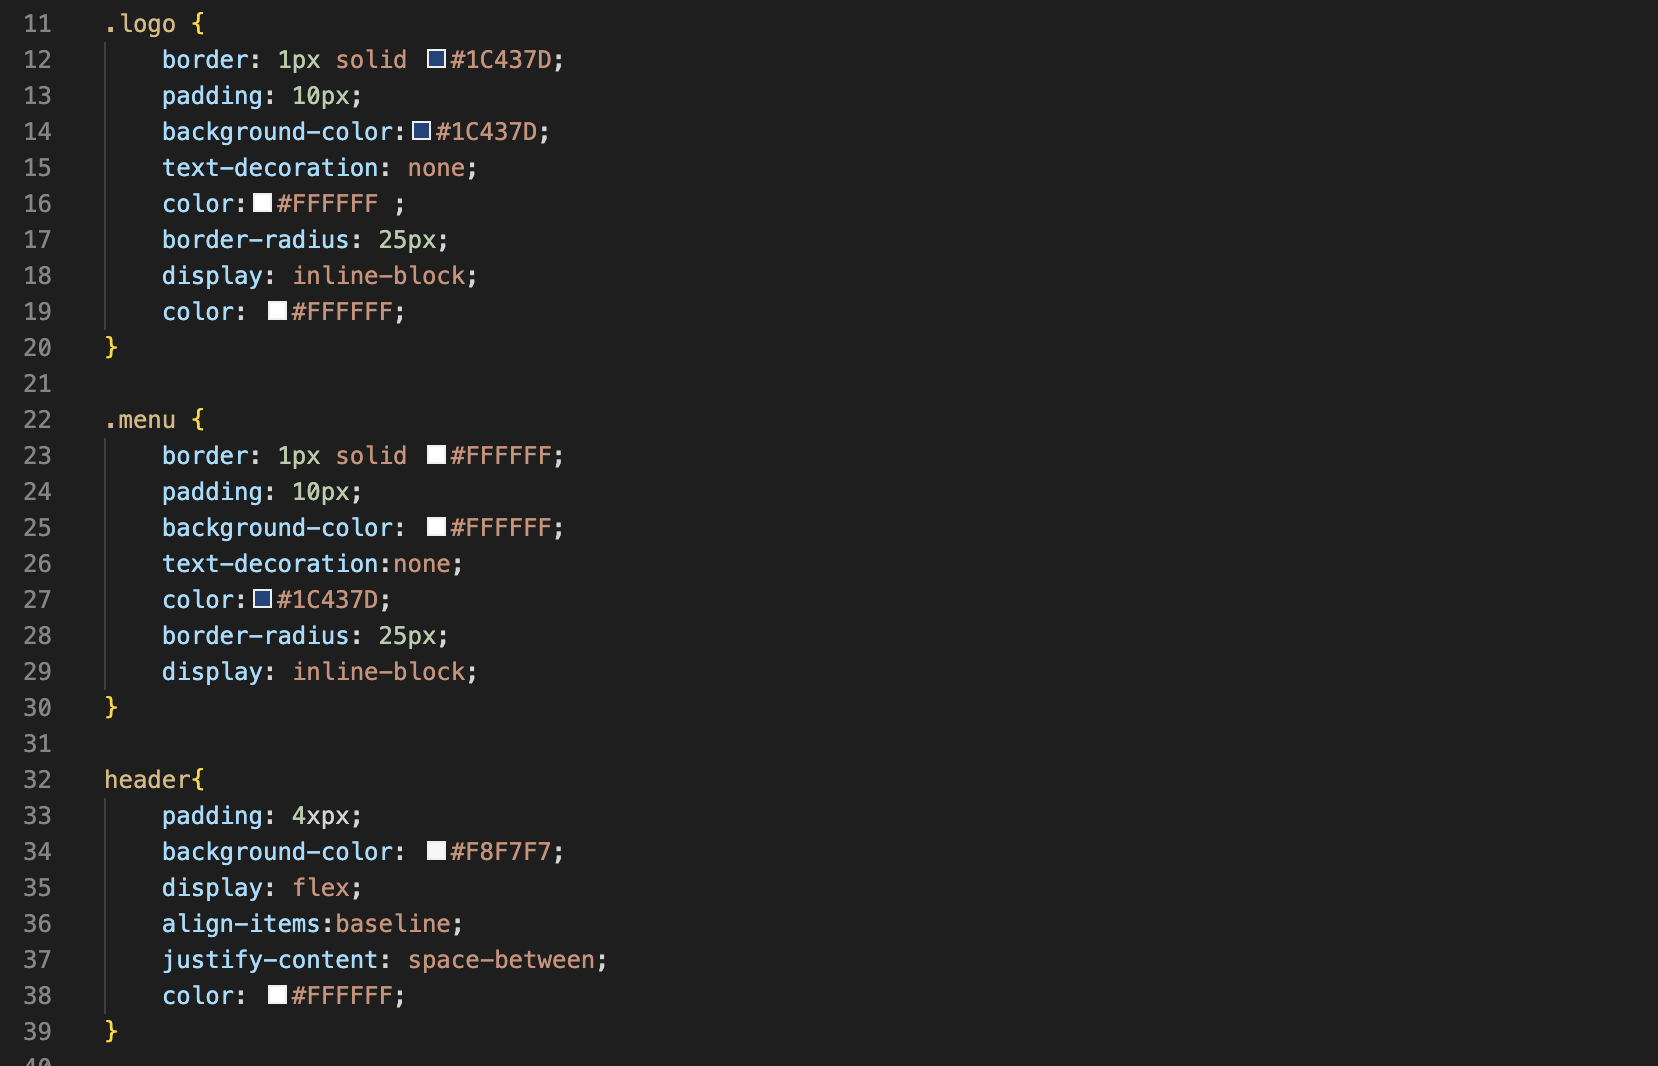 11 .logo {
12 border: 1px solid #1C437D;
13 padding: 10px;
14 background-color: #1C437D;
15 text-decoration: none;
16 color: #FFFFFF ;
17 border-radius: 25px;
18 display: inline-block;
19 color: #FFFFFF;
20 }
21
22 .menu {
23 border: 1px solid #FFFFFF;
24 padding: 10px;
25 background-color: #FFFFFF;
26 text-decoration:none;
27 color: #1C437D;
28 border-radius: 25px;
29 display: inline-block;
30 }
31
32 header{
33 padding: 4xpx;
34 background-color: #F8F7F7;
35 display: flex;
36 align-items:baseline;
37 justify-content: space-between;
38 color: #FFFFFF;
39 }
40